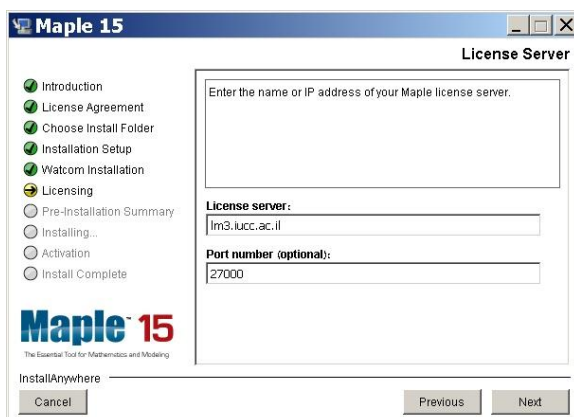 Maple 15
License Server
Introduction
License Agreement
Choose Install Folder
Installation Setup
Watcom Installation
Licensing
Pre-Installation Summary
Installing...
Activation
Install Complete
Enter the name or IP address of your Maple license server.
License server:
lm3.iucc.ac.il
Port number (optional):
27000
Maple™ 15
The Essential Tool for Mathematics and Modeling
InstallAnywhere
Cancel
Previous
Next